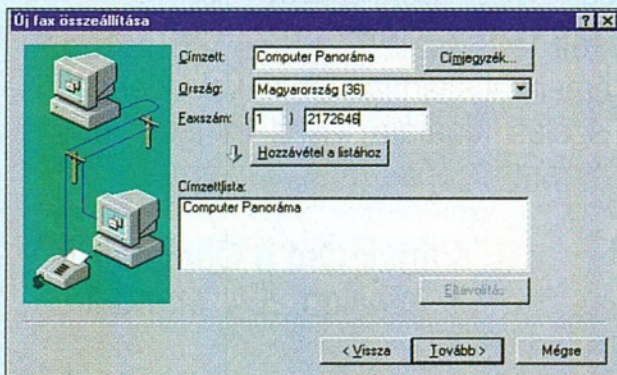 Új fax összeállítása
Címzett: Computer Panoráma Címjegyzék...
Ország: Magyarország (36)
Faxszám: (1) 2172646
Hozzávétel a listához
Címzettlista:
Computer Panoráma
Eltávolítás
< Vissza Tovább > Mégse